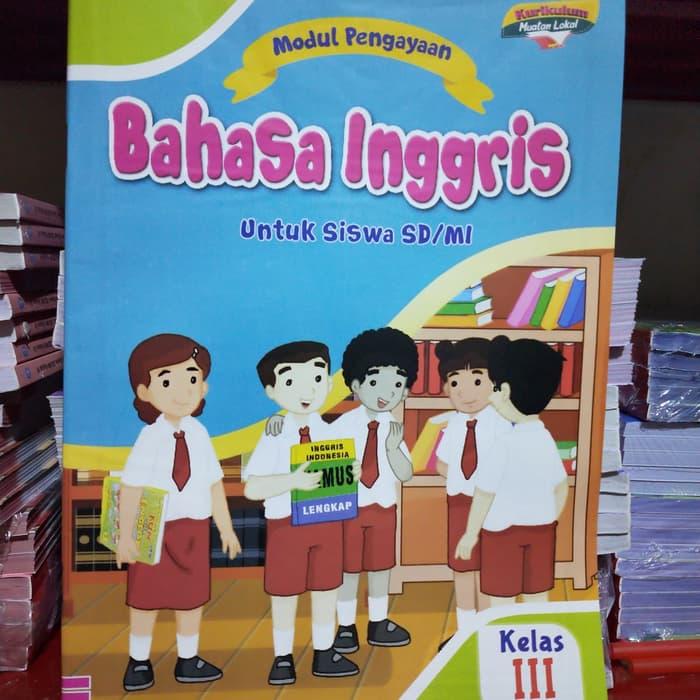 Kurikulum
Muatan Lokal
Modul Pengayaan
Bahasa Inggris
Untuk Siswa SD/MI
INGGRIS
INDONESIA
MUS
LENGKAP
Kelas
III